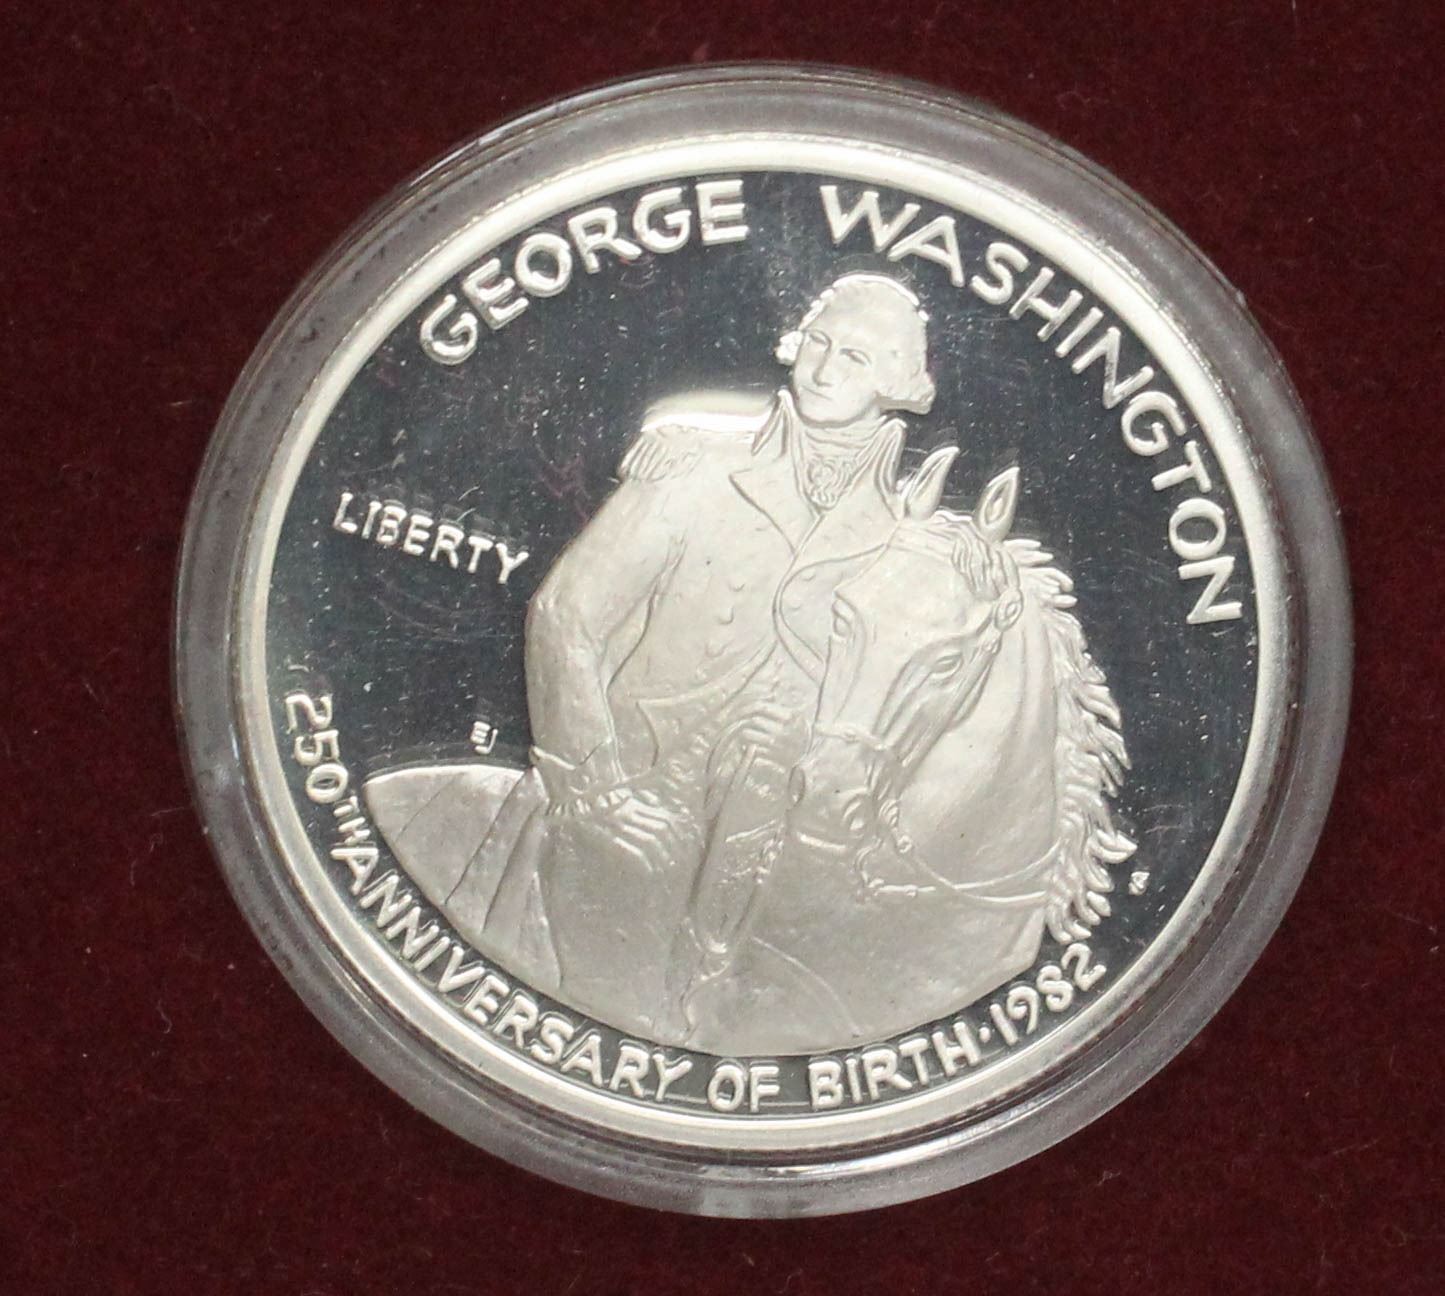 GEORGE WASHINGTON
LIBERTY
EJ
250TH ANNIVERSARY OF BIRTH · 1982